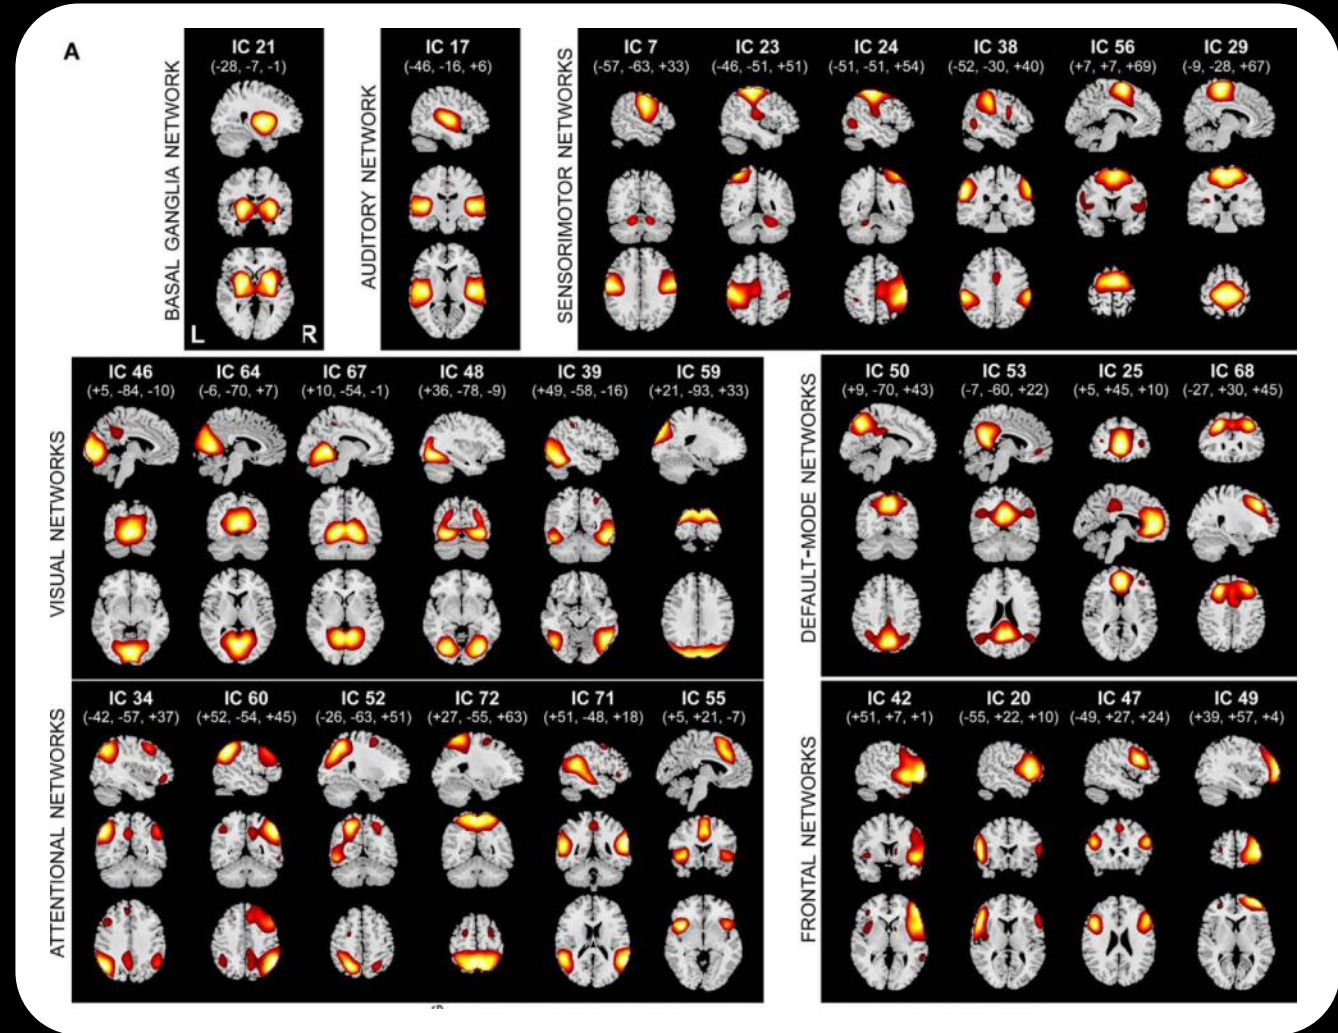 A
BASAL GANGLIA NETWORK
IC 21
(-28, -7, -1)
L
R
AUDITORY NETWORK
IC 17
(-46, -16, +6)
SENSORIMOTOR NETWORKS
IC 7
(-57, -63, +33)
IC 23
(-46, -51, +51)
IC 24
(-51, -51, +54)
IC 38
(-52, -30, +40)
IC 56
(+7, +7, +69)
IC 29
(-9, -28, +67)
VISUAL NETWORKS
IC 46
(+5, -84, -10)
IC 64
(-6, -70, +7)
IC 67
(+10, -54, -1)
IC 48
(+36, -78, -9)
IC 39
(+49, -58, -16)
IC 59
(+21, -93, +33)
DEFAULT-MODE NETWORKS
IC 50
(+9, -70, +43)
IC 53
(-7, -60, +22)
IC 25
(+5, +45, +10)
IC 68
(-27, +30, +45)
ATTENTIONAL NETWORKS
IC 34
(-42, -57, +37)
IC 60
(+52, -54, +45)
IC 52
(-26, -63, +51)
IC 72
(+27, -55, +63)
IC 71
(+51, -48, +18)
IC 55
(+5, +21, -7)
FRONTAL NETWORKS
IC 42
(+51, +7, +1)
IC 20
(-55, +22, +10)
IC 47
(-49, +27, +24)
IC 49
(+39, +57, +4)